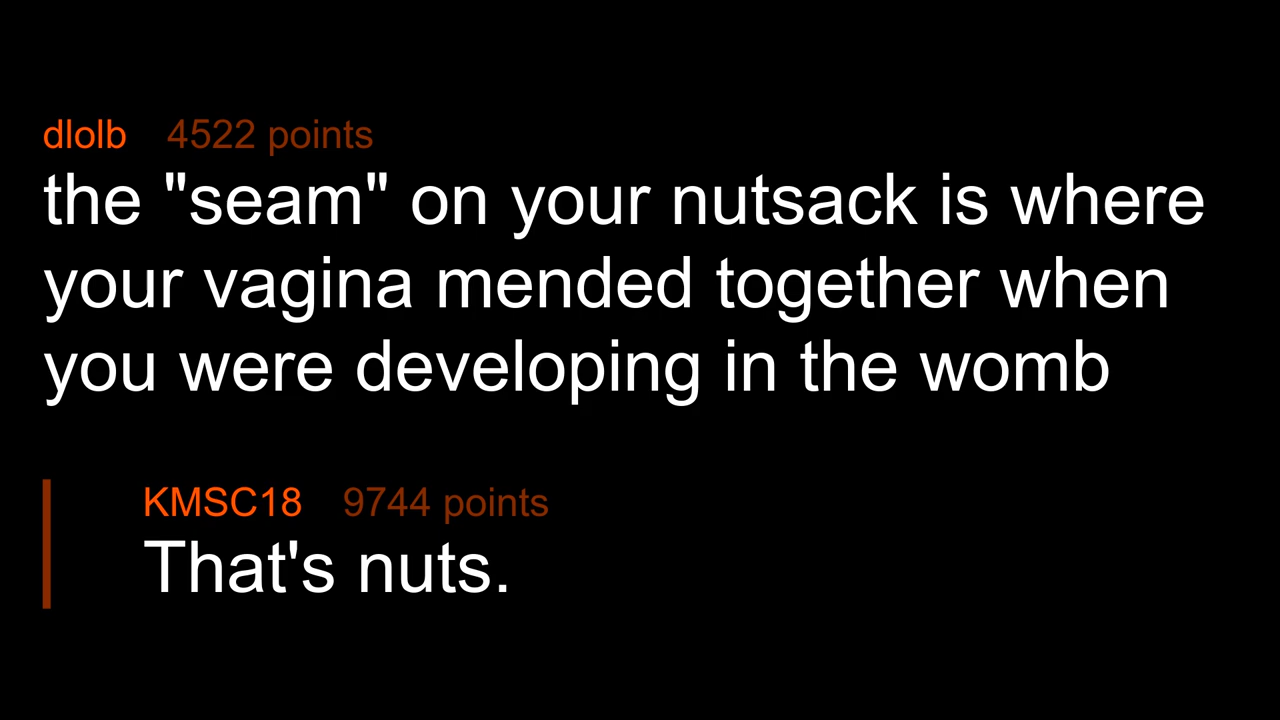 dlolb 4522 points
the "seam" on your nutsack is where
your vagina mended together when
you were developing in the womb
KMSC18 9744 points
That's nuts.